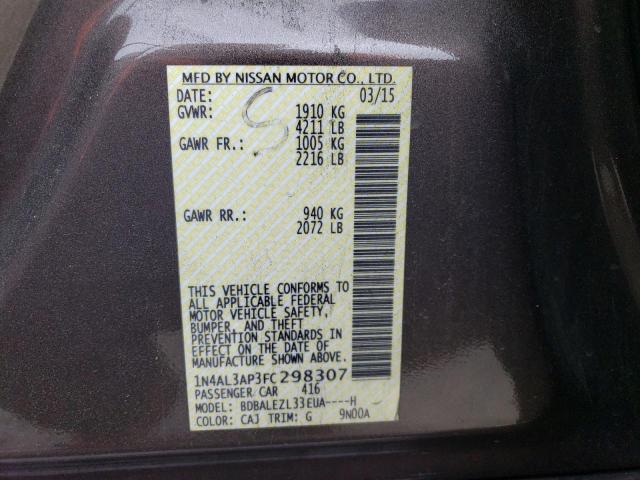 MFD BY NISSAN MOTOR CO., LTD.
DATE: 03/15
GVWR: 1910 KG
4211 LB
GAWR FR.: 1005 KG
2216 LB
GAWR RR.: 940 KG
2072 LB
THIS VEHICLE CONFORMS TO
ALL APPLICABLE FEDERAL
MOTOR VEHICLE SAFETY,
BUMPER, AND THEFT
PREVENTION STANDARDS IN
EFFECT ON THE DATE OF
MANUFACTURE SHOWN ABOVE.
1N4AL3AP3FC298307
PASSENGER CAR 416
MODEL: BDBALEZL33EUA----H
COLOR: CAJ TRIM: G 9N00A